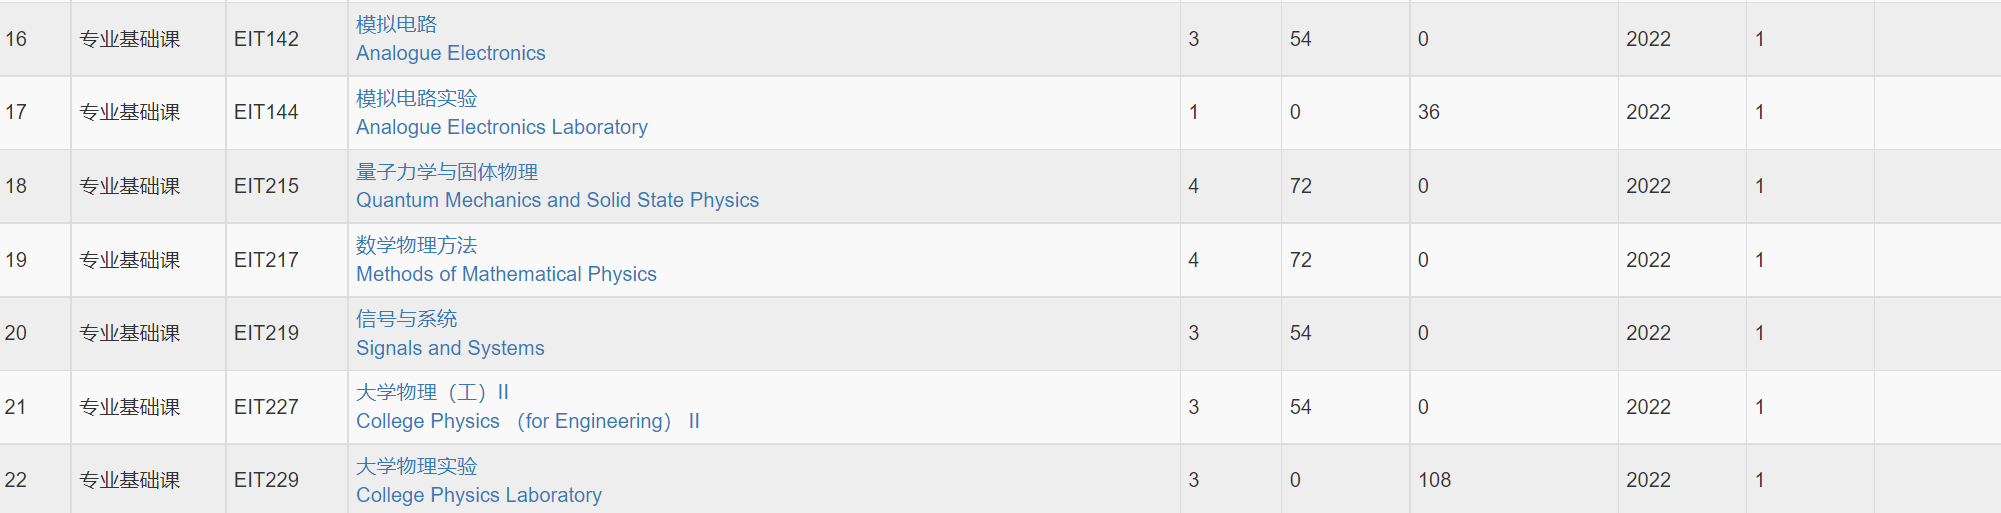 16 专业基础课 EIT142 模拟电路 3 54 0 2022 1
Analogue Electronics
17 专业基础课 EIT144 模拟电路实验 1 0 36 2022 1
Analogue Electronics Laboratory
18 专业基础课 EIT215 量子力学与固体物理 4 72 0 2022 1
Quantum Mechanics and Solid State Physics
19 专业基础课 EIT217 数学物理方法 4 72 0 2022 1
Methods of Mathematical Physics
20 专业基础课 EIT219 信号与系统 3 54 0 2022 1
Signals and Systems
21 专业基础课 EIT227 大学物理（工）II 3 54 0 2022 1
College Physics （for Engineering） II
22 专业基础课 EIT229 大学物理实验 3 0 108 2022 1
College Physics Laboratory